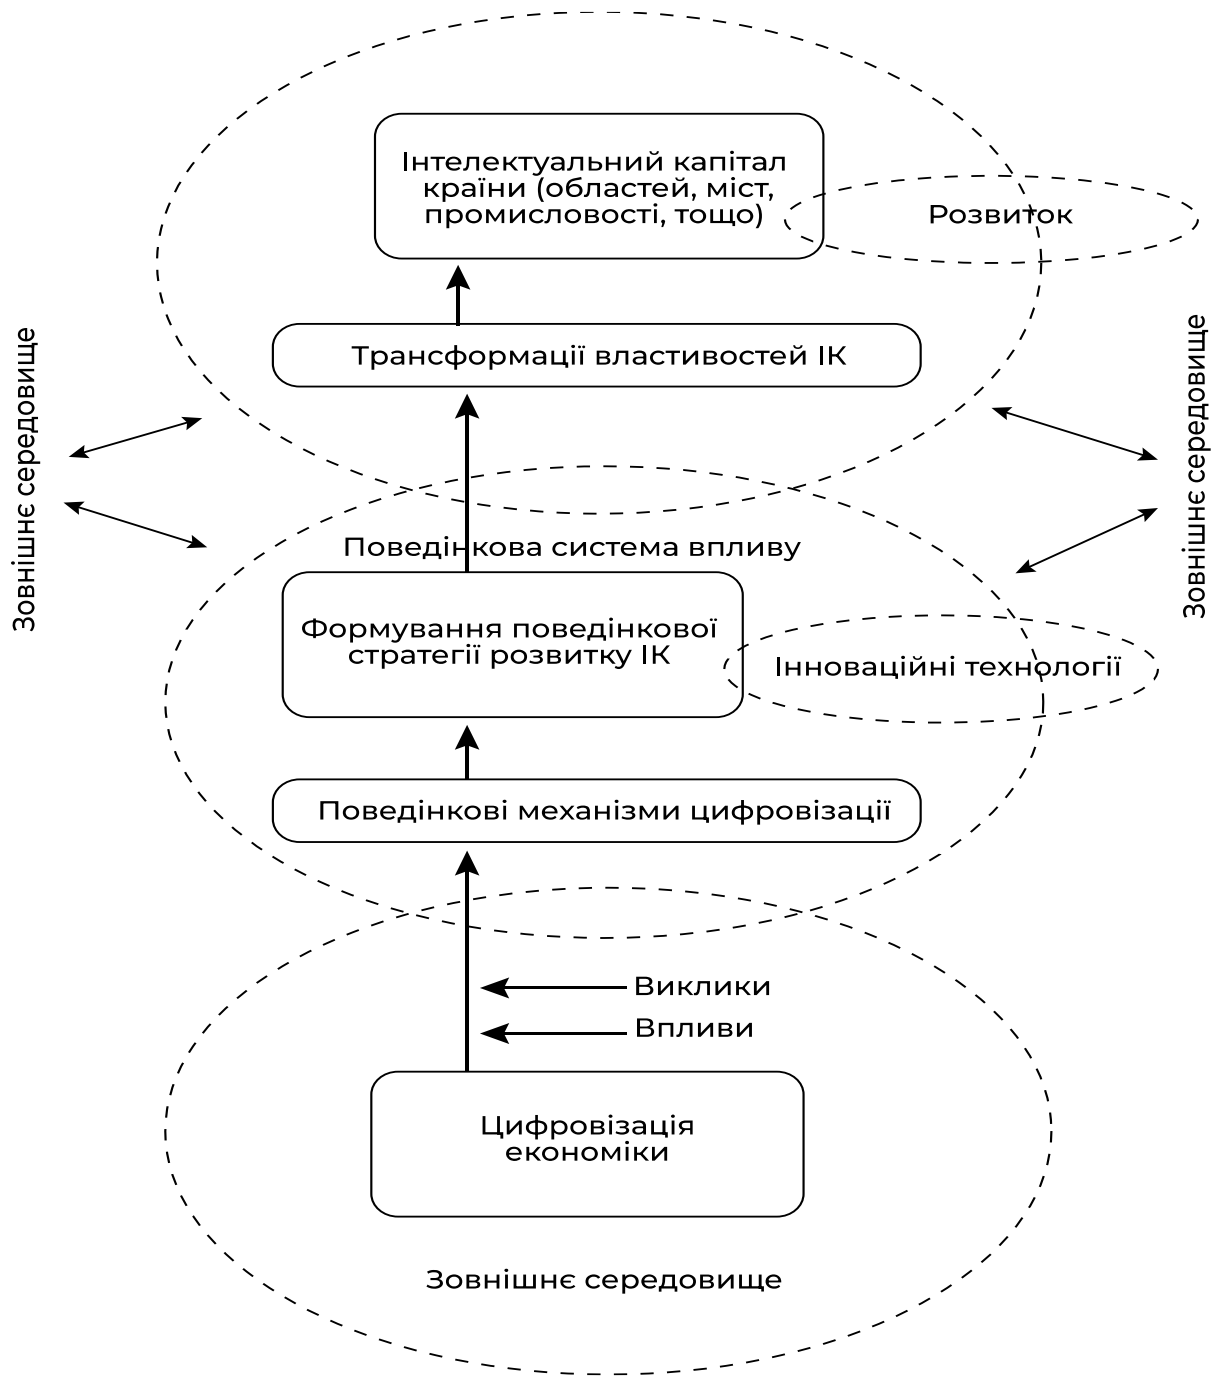 Інтелектуальний капітал
країни (областей, міст,
промисловості, тощо)
Розвиток
Трансформації властивостей ІК
Зовнішнє середовище
Зовнішнє середовище
Поведінкова система впливу
Формування поведінкової
стратегії розвитку ІК
Інноваційні технології
Поведінкові механізми цифровізації
Виклики
Впливи
Цифровізація
економіки
Зовнішнє середовище